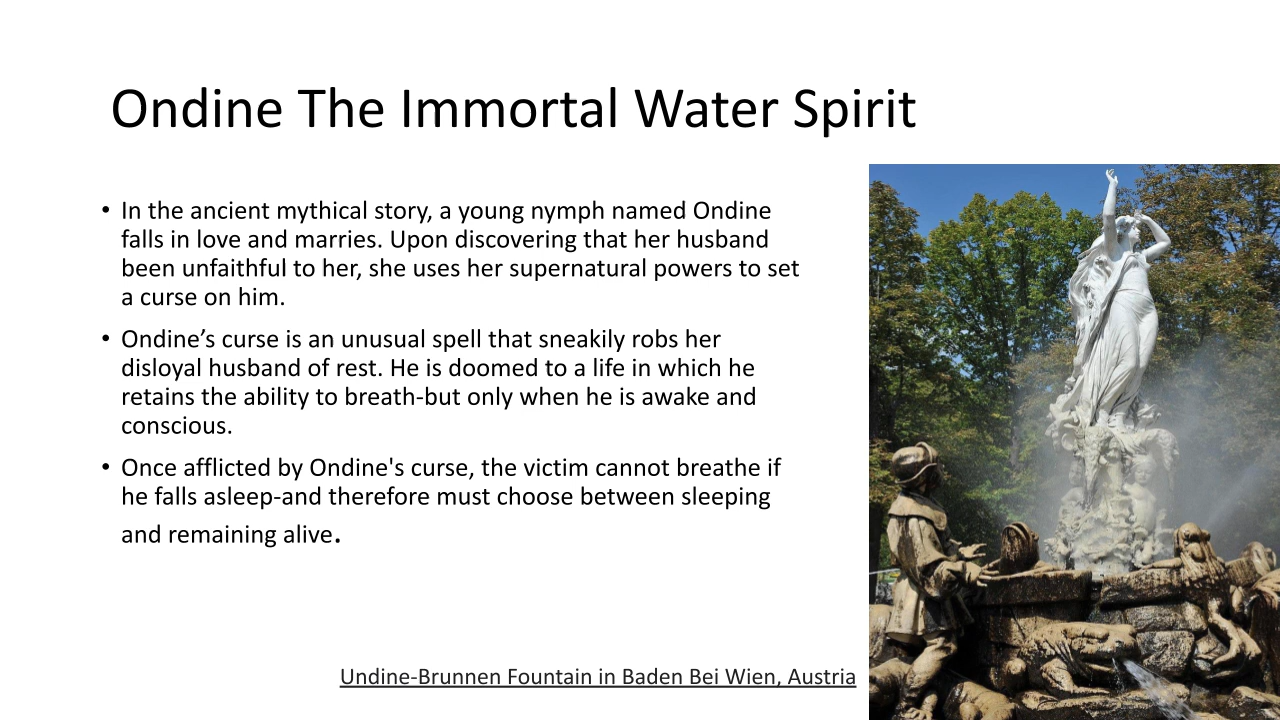 Ondine The Immortal Water Spirit
• In the ancient mythical story, a young nymph named Ondine
falls in love and marries. Upon discovering that her husband
been unfaithful to her, she uses her supernatural powers to set
a curse on him.
• Ondine’s curse is an unusual spell that sneakily robs her
disloyal husband of rest. He is doomed to a life in which he
retains the ability to breath-but only when he is awake and
conscious.
• Once afflicted by Ondine's curse, the victim cannot breathe if
he falls asleep-and therefore must choose between sleeping
and remaining alive.
Undine-Brunnen Fountain in Baden Bei Wien, Austria